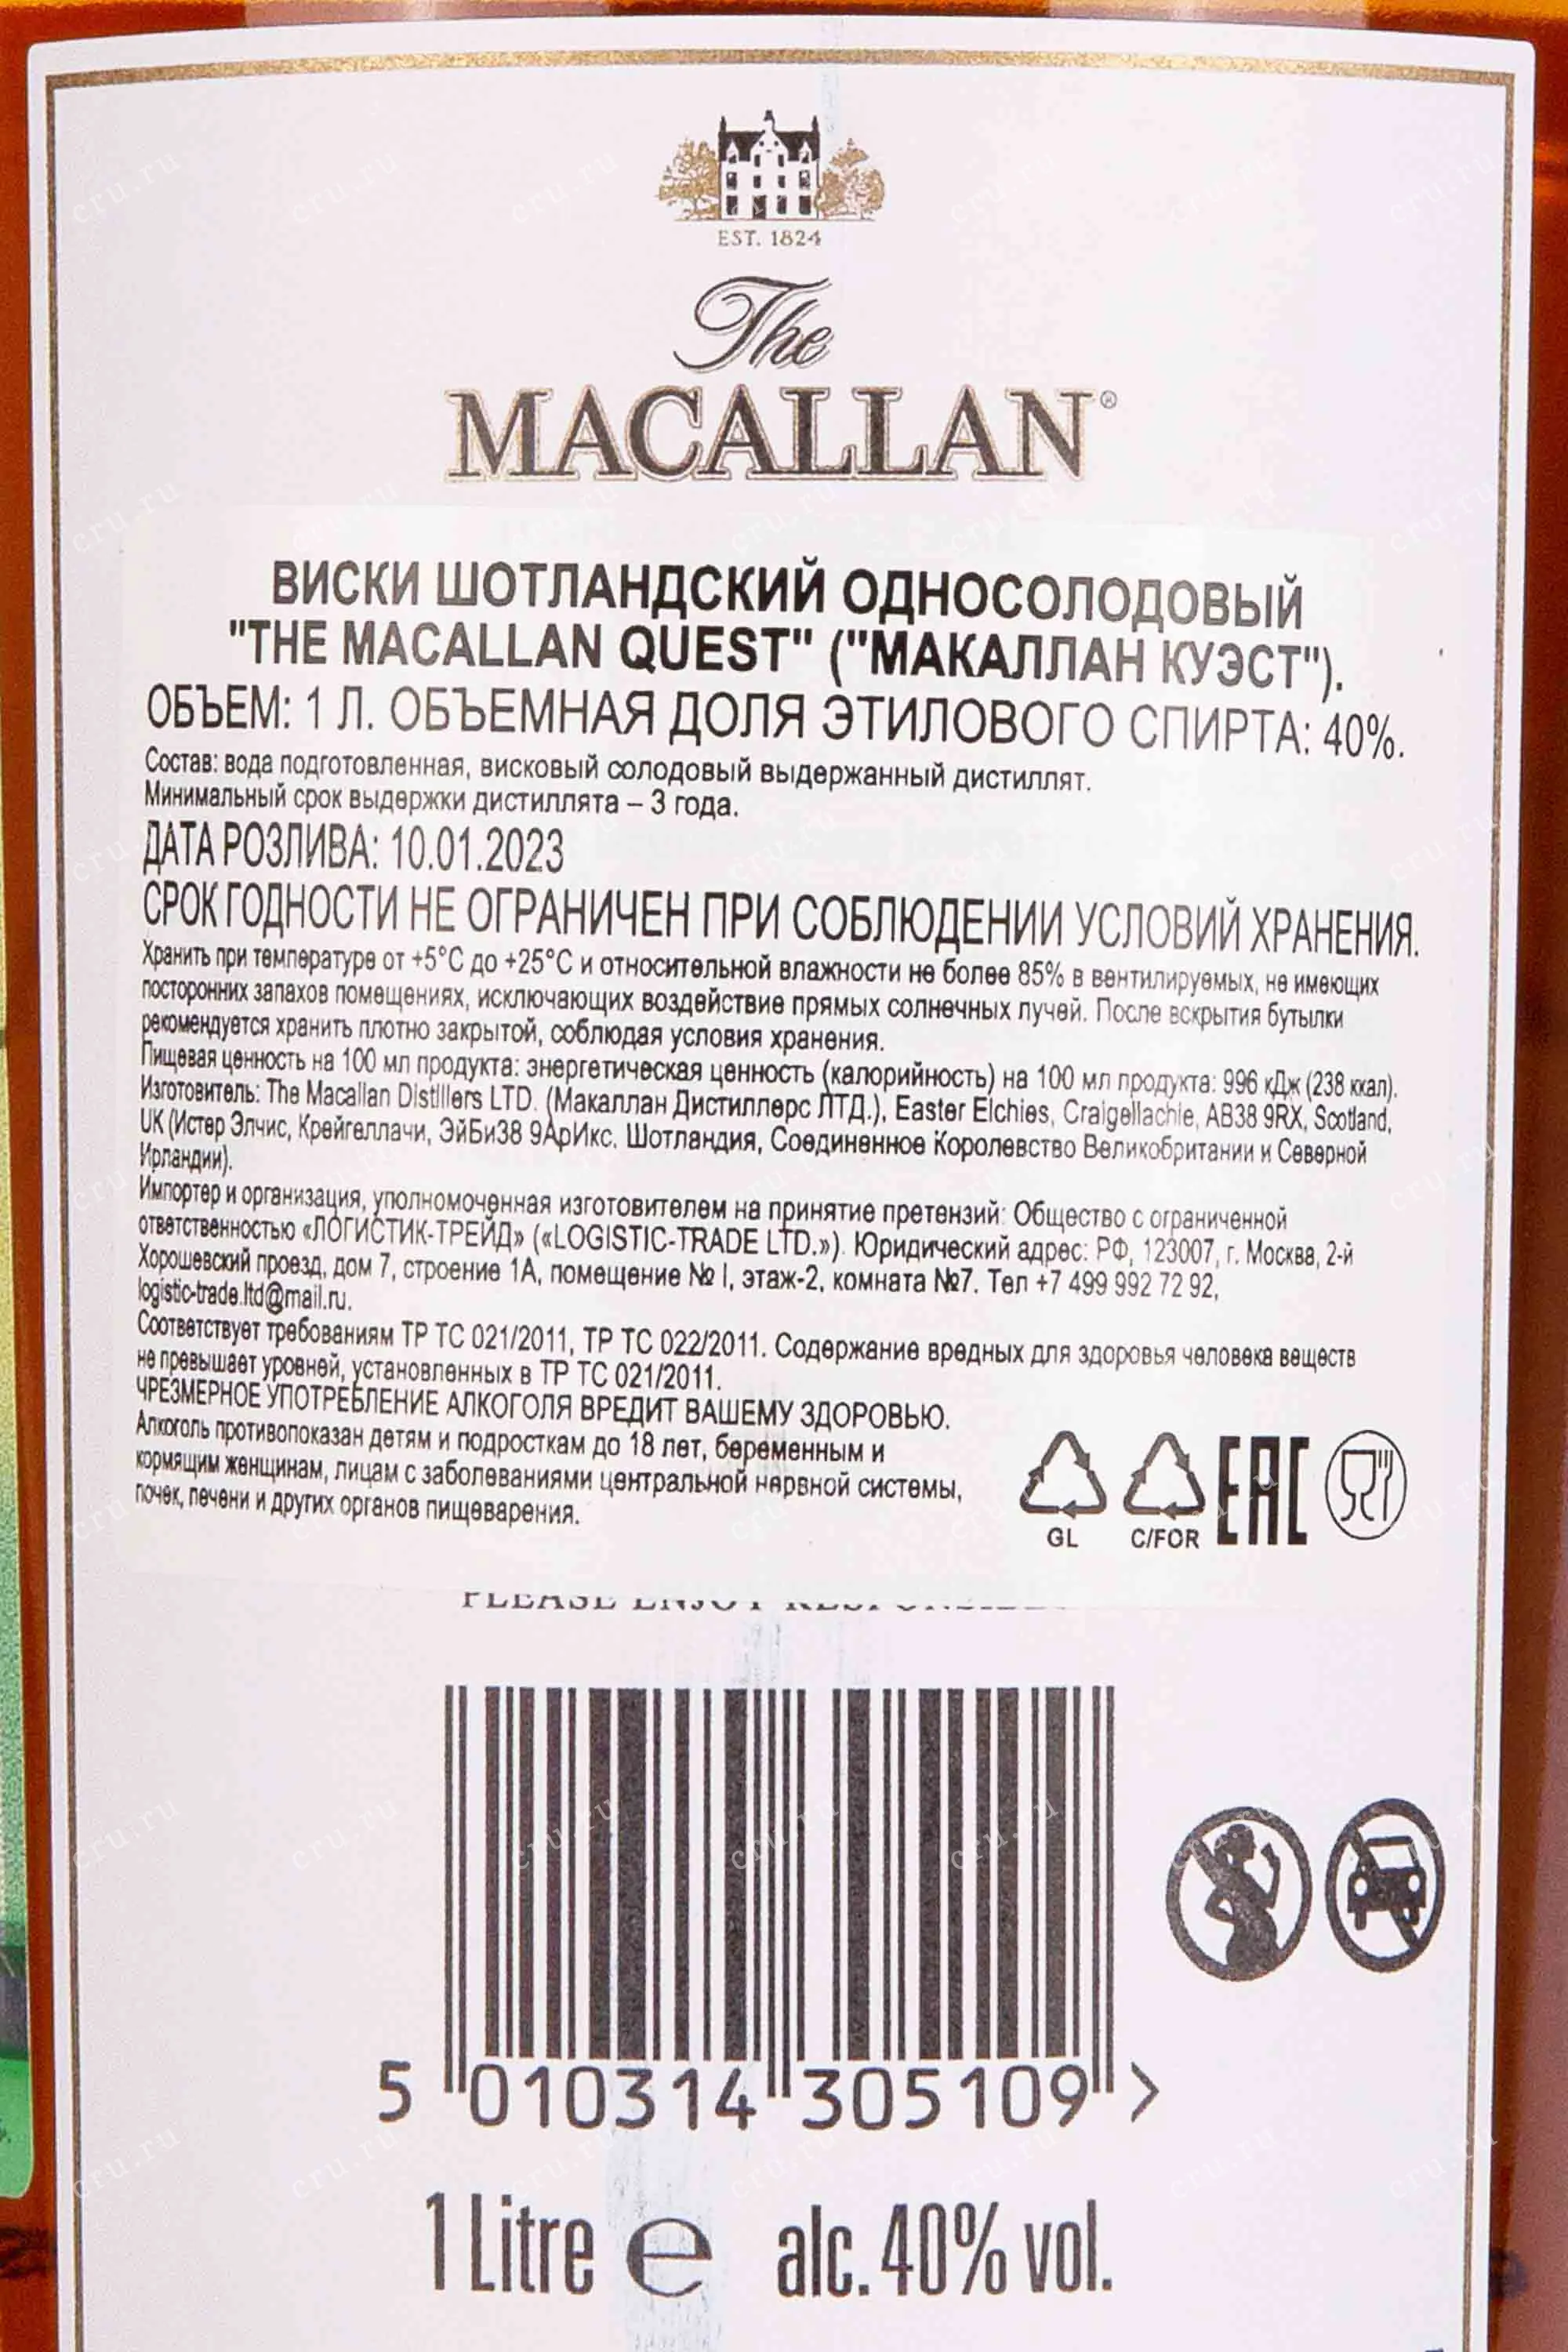 EST. 1824
The
MACALLAN®
ВИСКИ ШОТЛАНДСКИЙ ОДНОСОЛОДОВЫЙ
"THE MACALLAN QUEST" ("МАКАЛЛАН КУЭСТ").
ОБЪЕМ: 1 Л. ОБЪЕМНАЯ ДОЛЯ ЭТИЛОВОГО СПИРТА: 40%.
Состав: вода подготовленная, висковый солодовый выдержанный дистиллят.
Минимальный срок выдержки дистиллята – 3 года.
ДАТА РОЗЛИВА: 10.01.2023
СРОК ГОДНОСТИ НЕ ОГРАНИЧЕН ПРИ СОБЛЮДЕНИИ УСЛОВИЙ ХРАНЕНИЯ.
Хранить при температуре от +5°С до +25°С и относительной влажности не более 85% в вентилируемых, не имеющих
посторонних запахов помещениях, исключающих воздействие прямых солнечных лучей. После вскрытия бутылки
рекомендуется хранить плотно закрытой, соблюдая условия хранения.
Пищевая ценность на 100 мл продукта: энергетическая ценность (калорийность) на 100 мл продукта: 996 кДж (238 ккал).
Изготовитель: The Macallan Distillers LTD. (Макаллан Дистиллерс ЛТД.), Easter Elchies, Craigellachie, AB38 9RX, Scotland,
UK (Истер Элчис, Крейгеллачи, ЭйБи38 9АрИкс, Шотландия, Соединенное Королевство Великобритании и Северной
Ирландии).
Импортер и организация, уполномоченная изготовителем на принятие претензий: Общество с ограниченной
ответственностью «ЛОГИСТИК-ТРЕЙД» («LOGISTIC-TRADE LTD.»). Юридический адрес: РФ, 123007, г. Москва, 2-й
Хорошевский проезд, дом 7, строение 1А, помещение № I, этаж-2, комната №7. Тел +7 499 992 72 92,
logistic-trade.ltd@mail.ru.
Соответствует требованиям ТР ТС 021/2011, ТР ТС 022/2011. Содержание вредных для здоровья человека веществ
не превышает уровней, установленных в ТР ТС 021/2011.
ЧРЕЗМЕРНОЕ УПОТРЕБЛЕНИЕ АЛКОГОЛЯ ВРЕДИТ ВАШЕМУ ЗДОРОВЬЮ.
Алкоголь противопоказан детям и подросткам до 18 лет, беременным и
кормящим женщинам, лицам с заболеваниями центральной нервной системы,
почек, печени и других органов пищеварения.
GL C/FOR EAC
PLEASE ENJOY
5 010314 305109 >
1 Litre e alc. 40% vol.
cru.ru